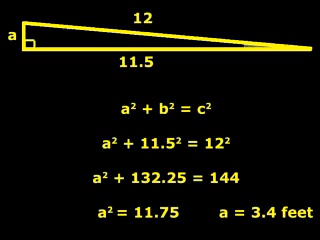 12
a
11.5
a² + b² = c²
a² + 11.5² = 12²
a² + 132.25 = 144
a² = 11.75 a = 3.4 feet